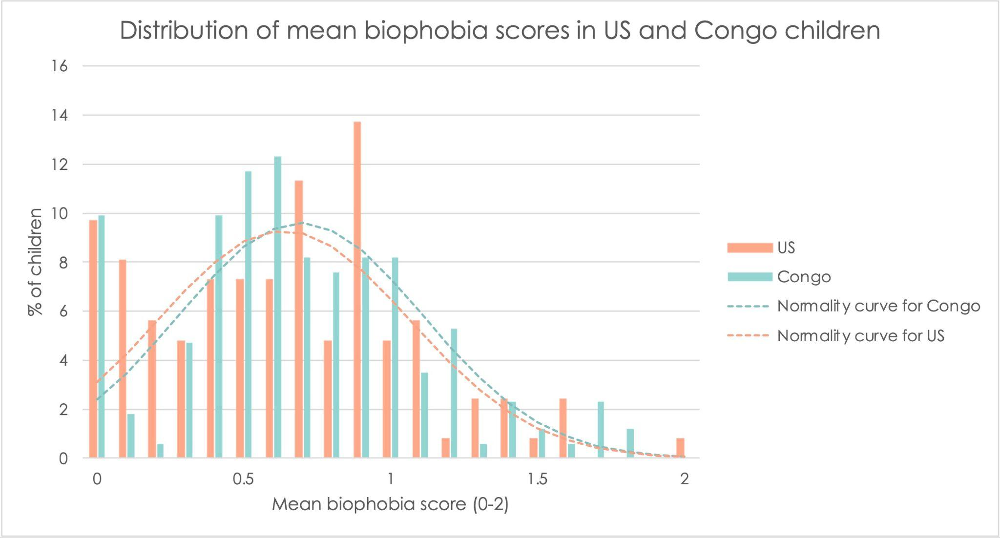 Distribution of mean biophobia scores in US and Congo children
16
14
12
10
8
6
4
2
0
% of children
0 0.5 1 1.5 2
Mean biophobia score (0-2)
US
Congo
Normality curve for Congo
Normality curve for US